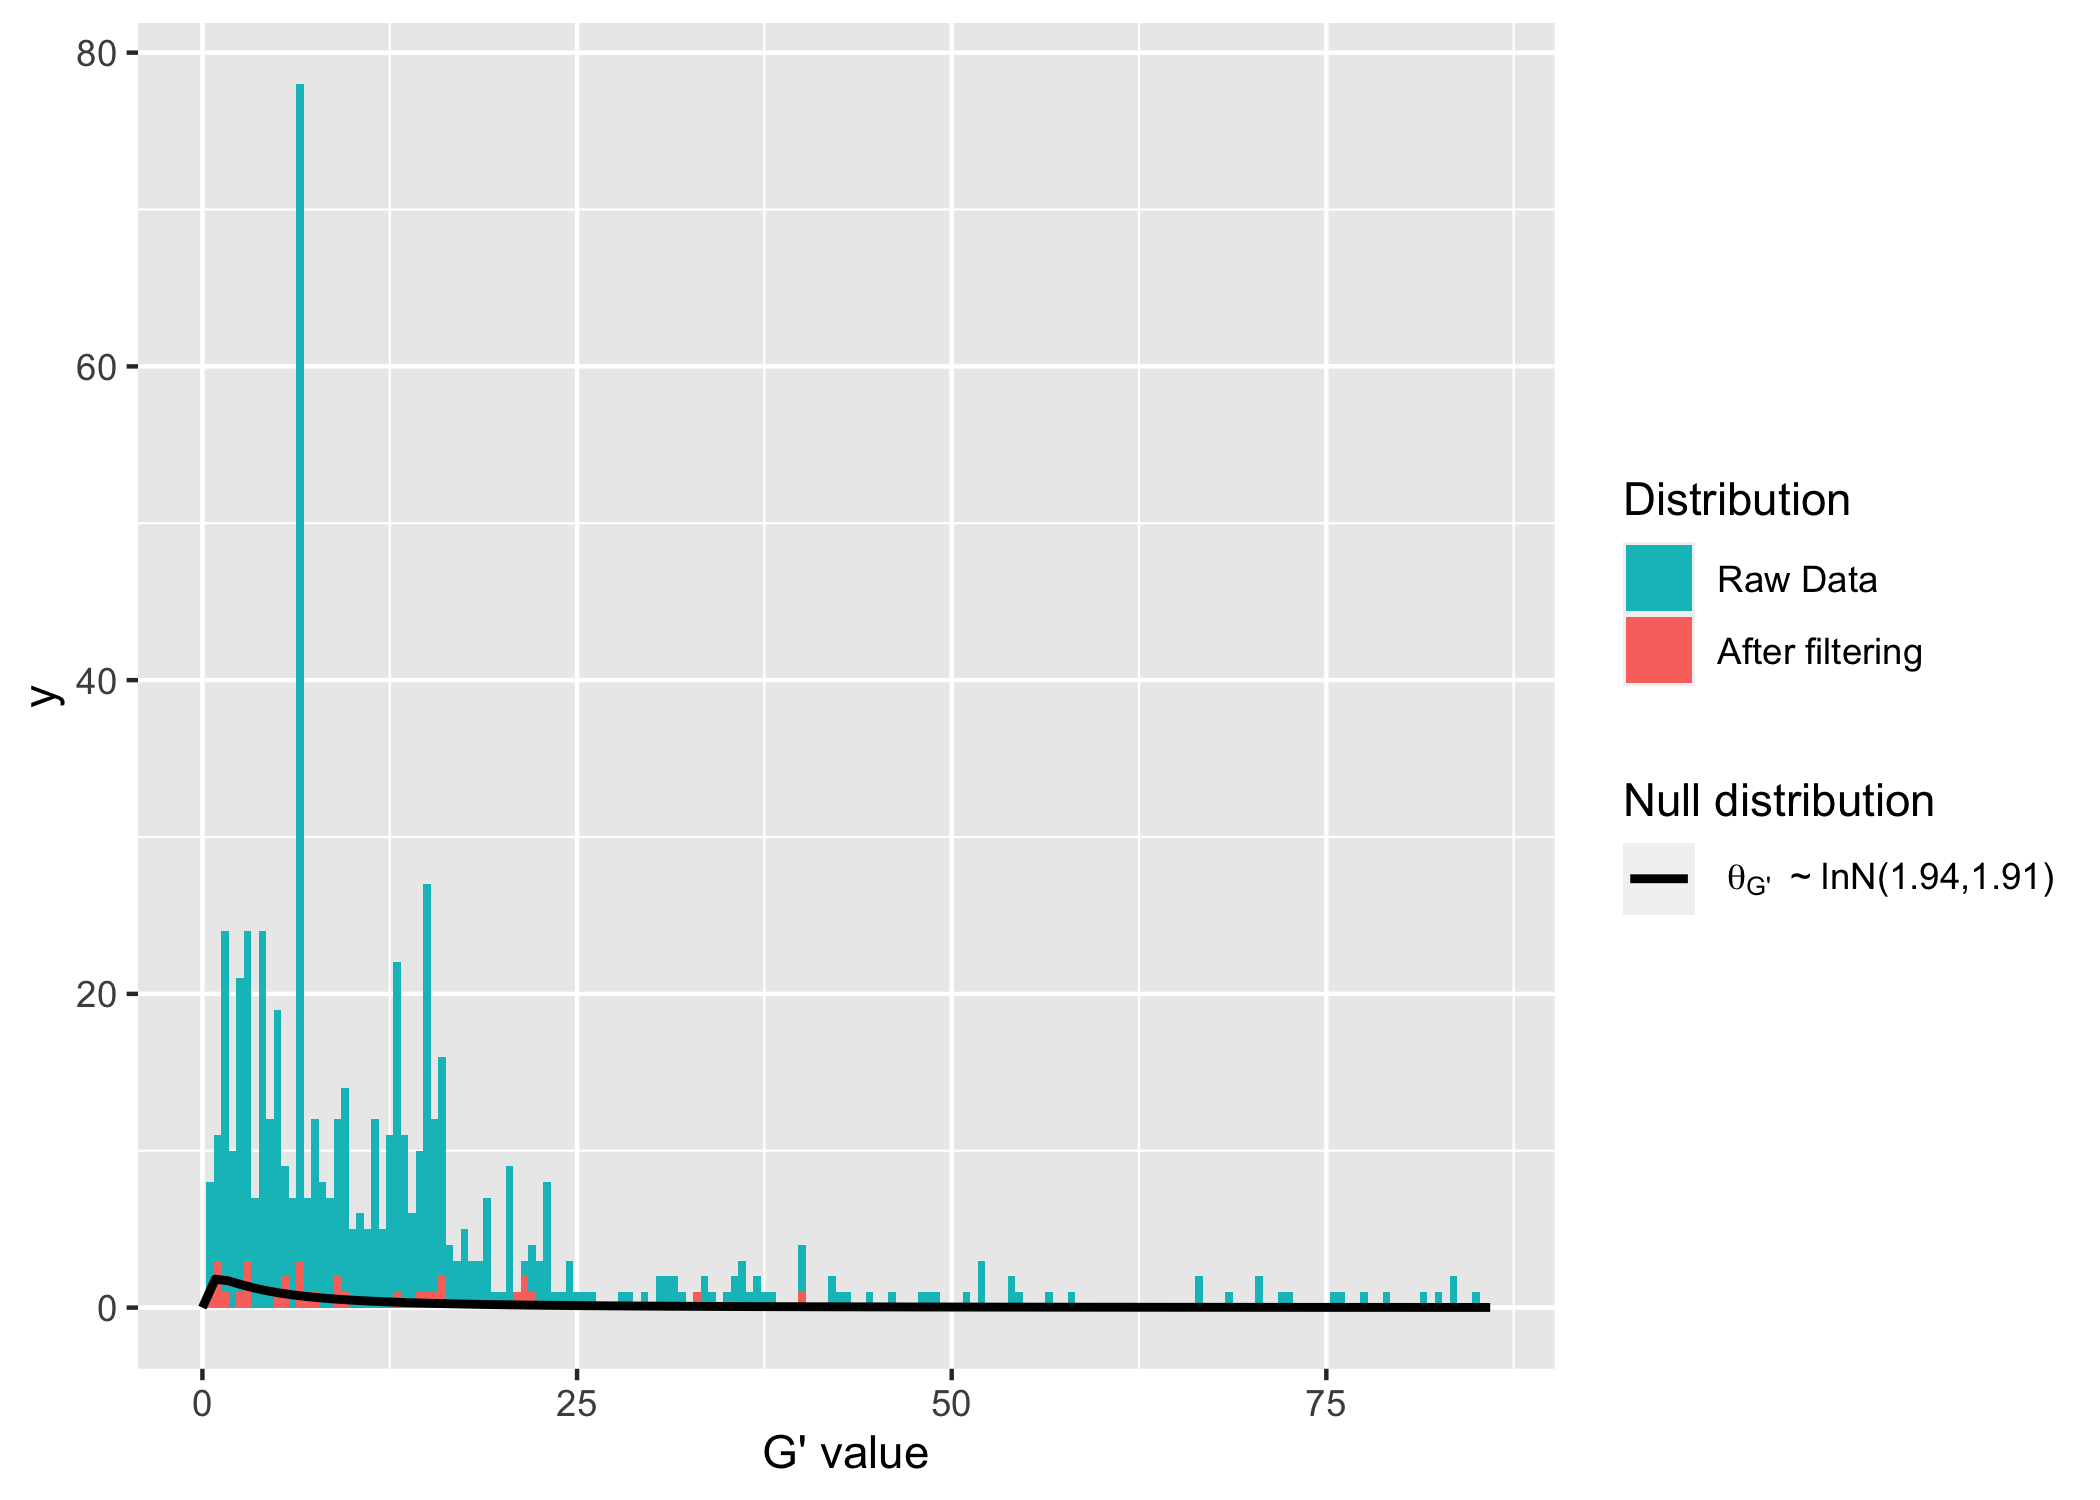 80
60
40
20
0
y
0 25 50 75
G' value
Distribution
Raw Data
After filtering
Null distribution
θG' ~ lnN(1.94,1.91)